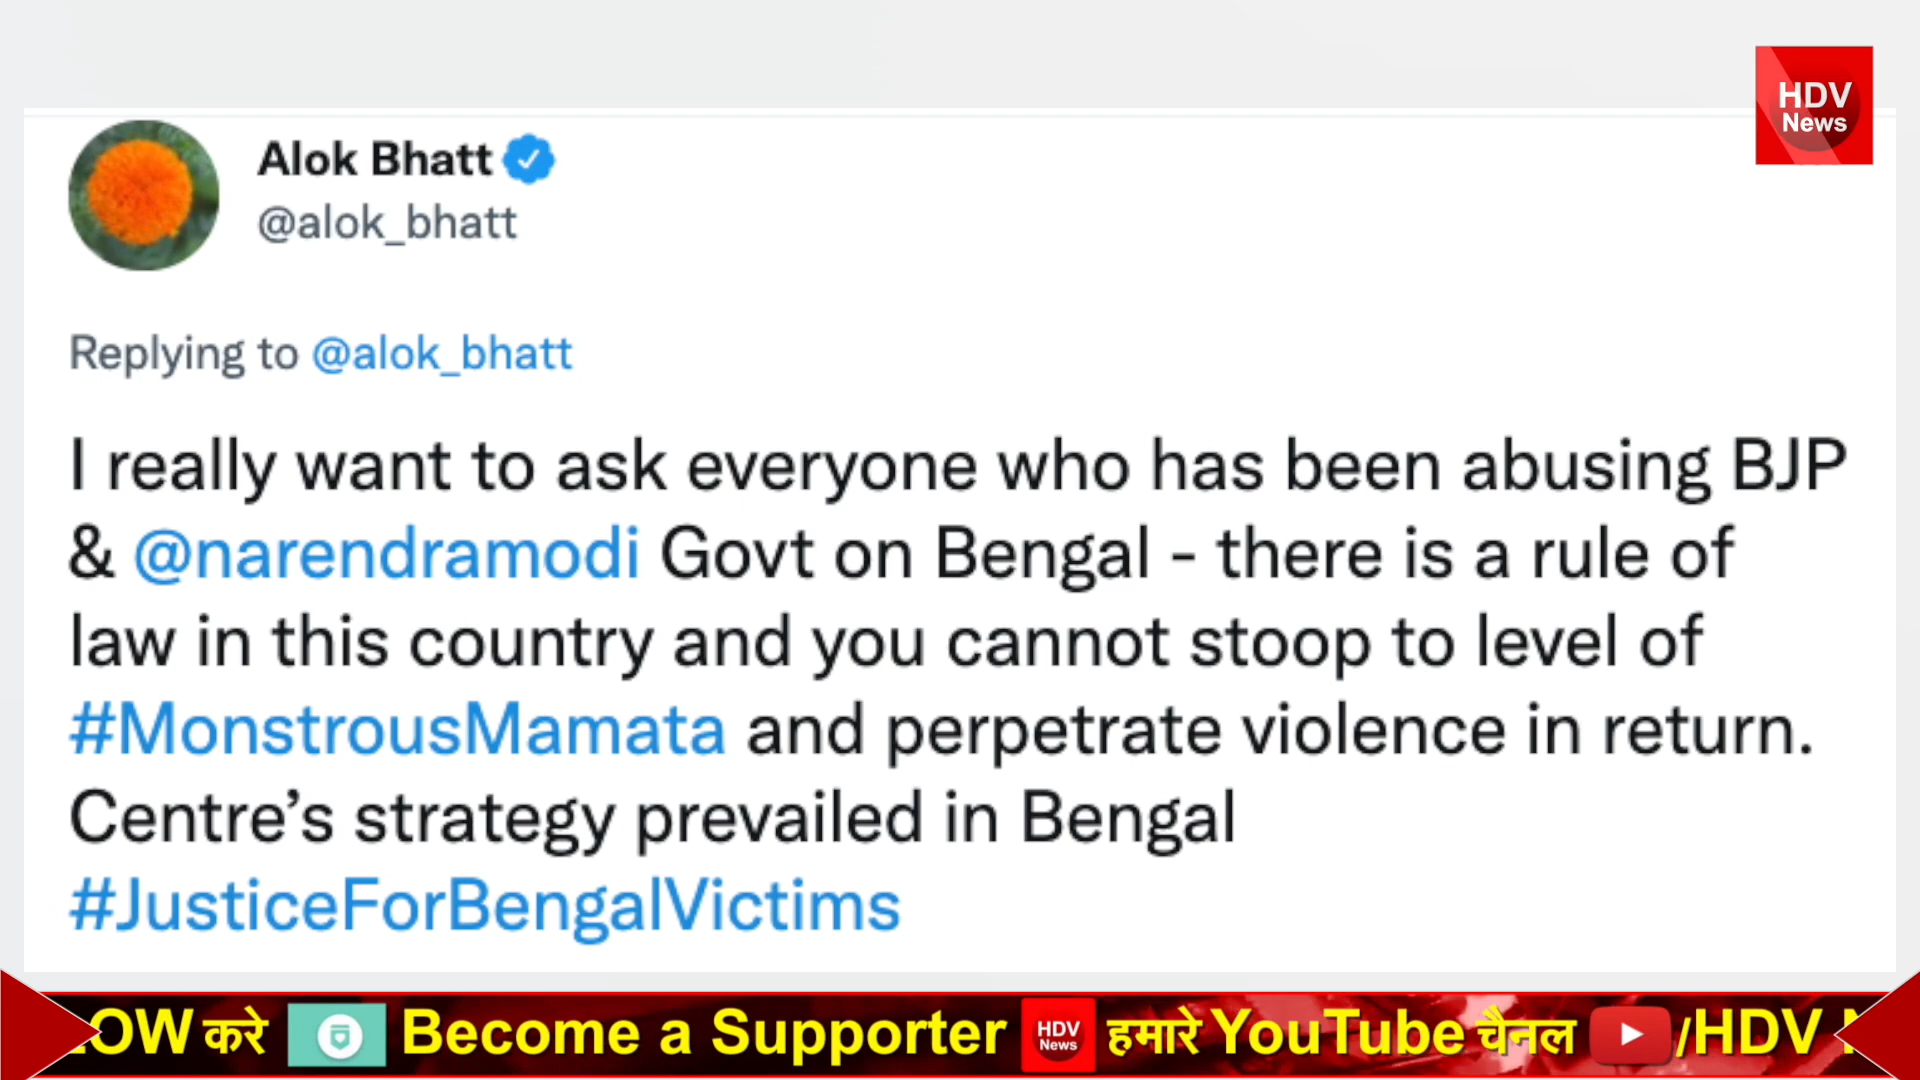 HDV
News
Alok Bhatt
@alok_bhatt
Replying to @alok_bhatt
I really want to ask everyone who has been abusing BJP
& @narendramodi Govt on Bengal - there is a rule of
law in this country and you cannot stoop to level of
#MonstrousMamata and perpetrate violence in return.
Centre’s strategy prevailed in Bengal
#JusticeForBengalVictims
OW करे Become a Supporter HDV News हमारे YouTube चैनल /HDV